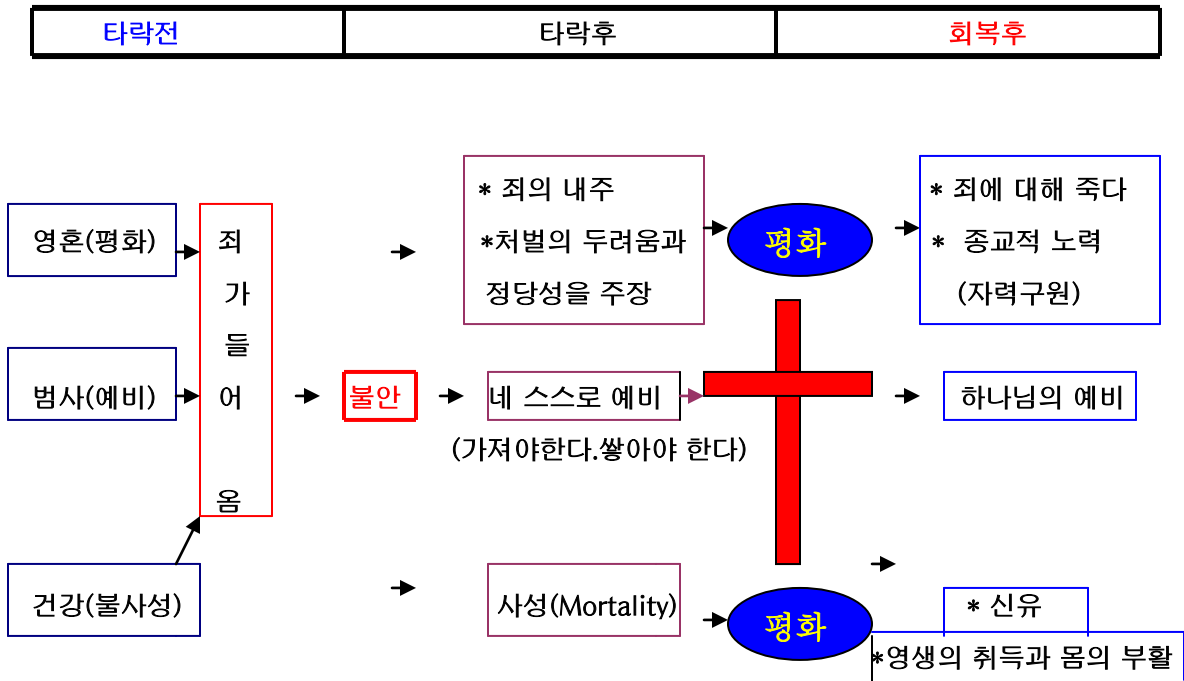 타락전 타락후 회복후
영혼(평화)
범사(예비)
건강(불사성)
죄
가
들
어
옴
불안
* 죄의 내주
*처벌의 두려움과
정당성을 주장
네 스스로 예비
(가져야한다.쌓아야 한다)
사성(Mortality)
평화
평화
* 죄에 대해 죽다
* 종교적 노력
(자력구원)
하나님의 예비
* 신유
*영생의 취득과 몸의 부활